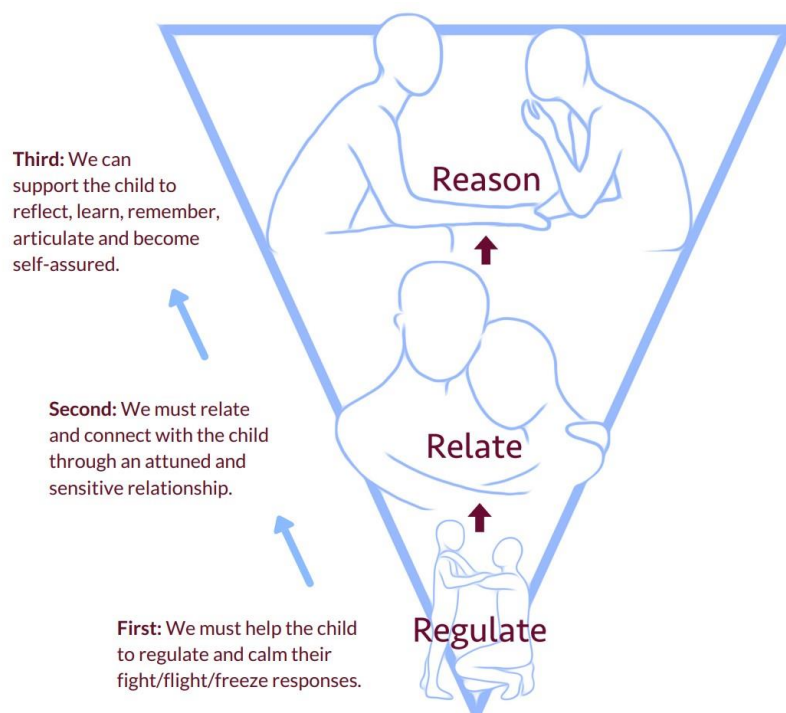 Third: We can
support the child to
reflect, learn, remember,
articulate and become
self-assured.
Reason
Second: We must relate
and connect with the child
through an attuned and
sensitive relationship.
Relate
First: We must help the child
to regulate and calm their
fight/flight/freeze responses.
Regulate